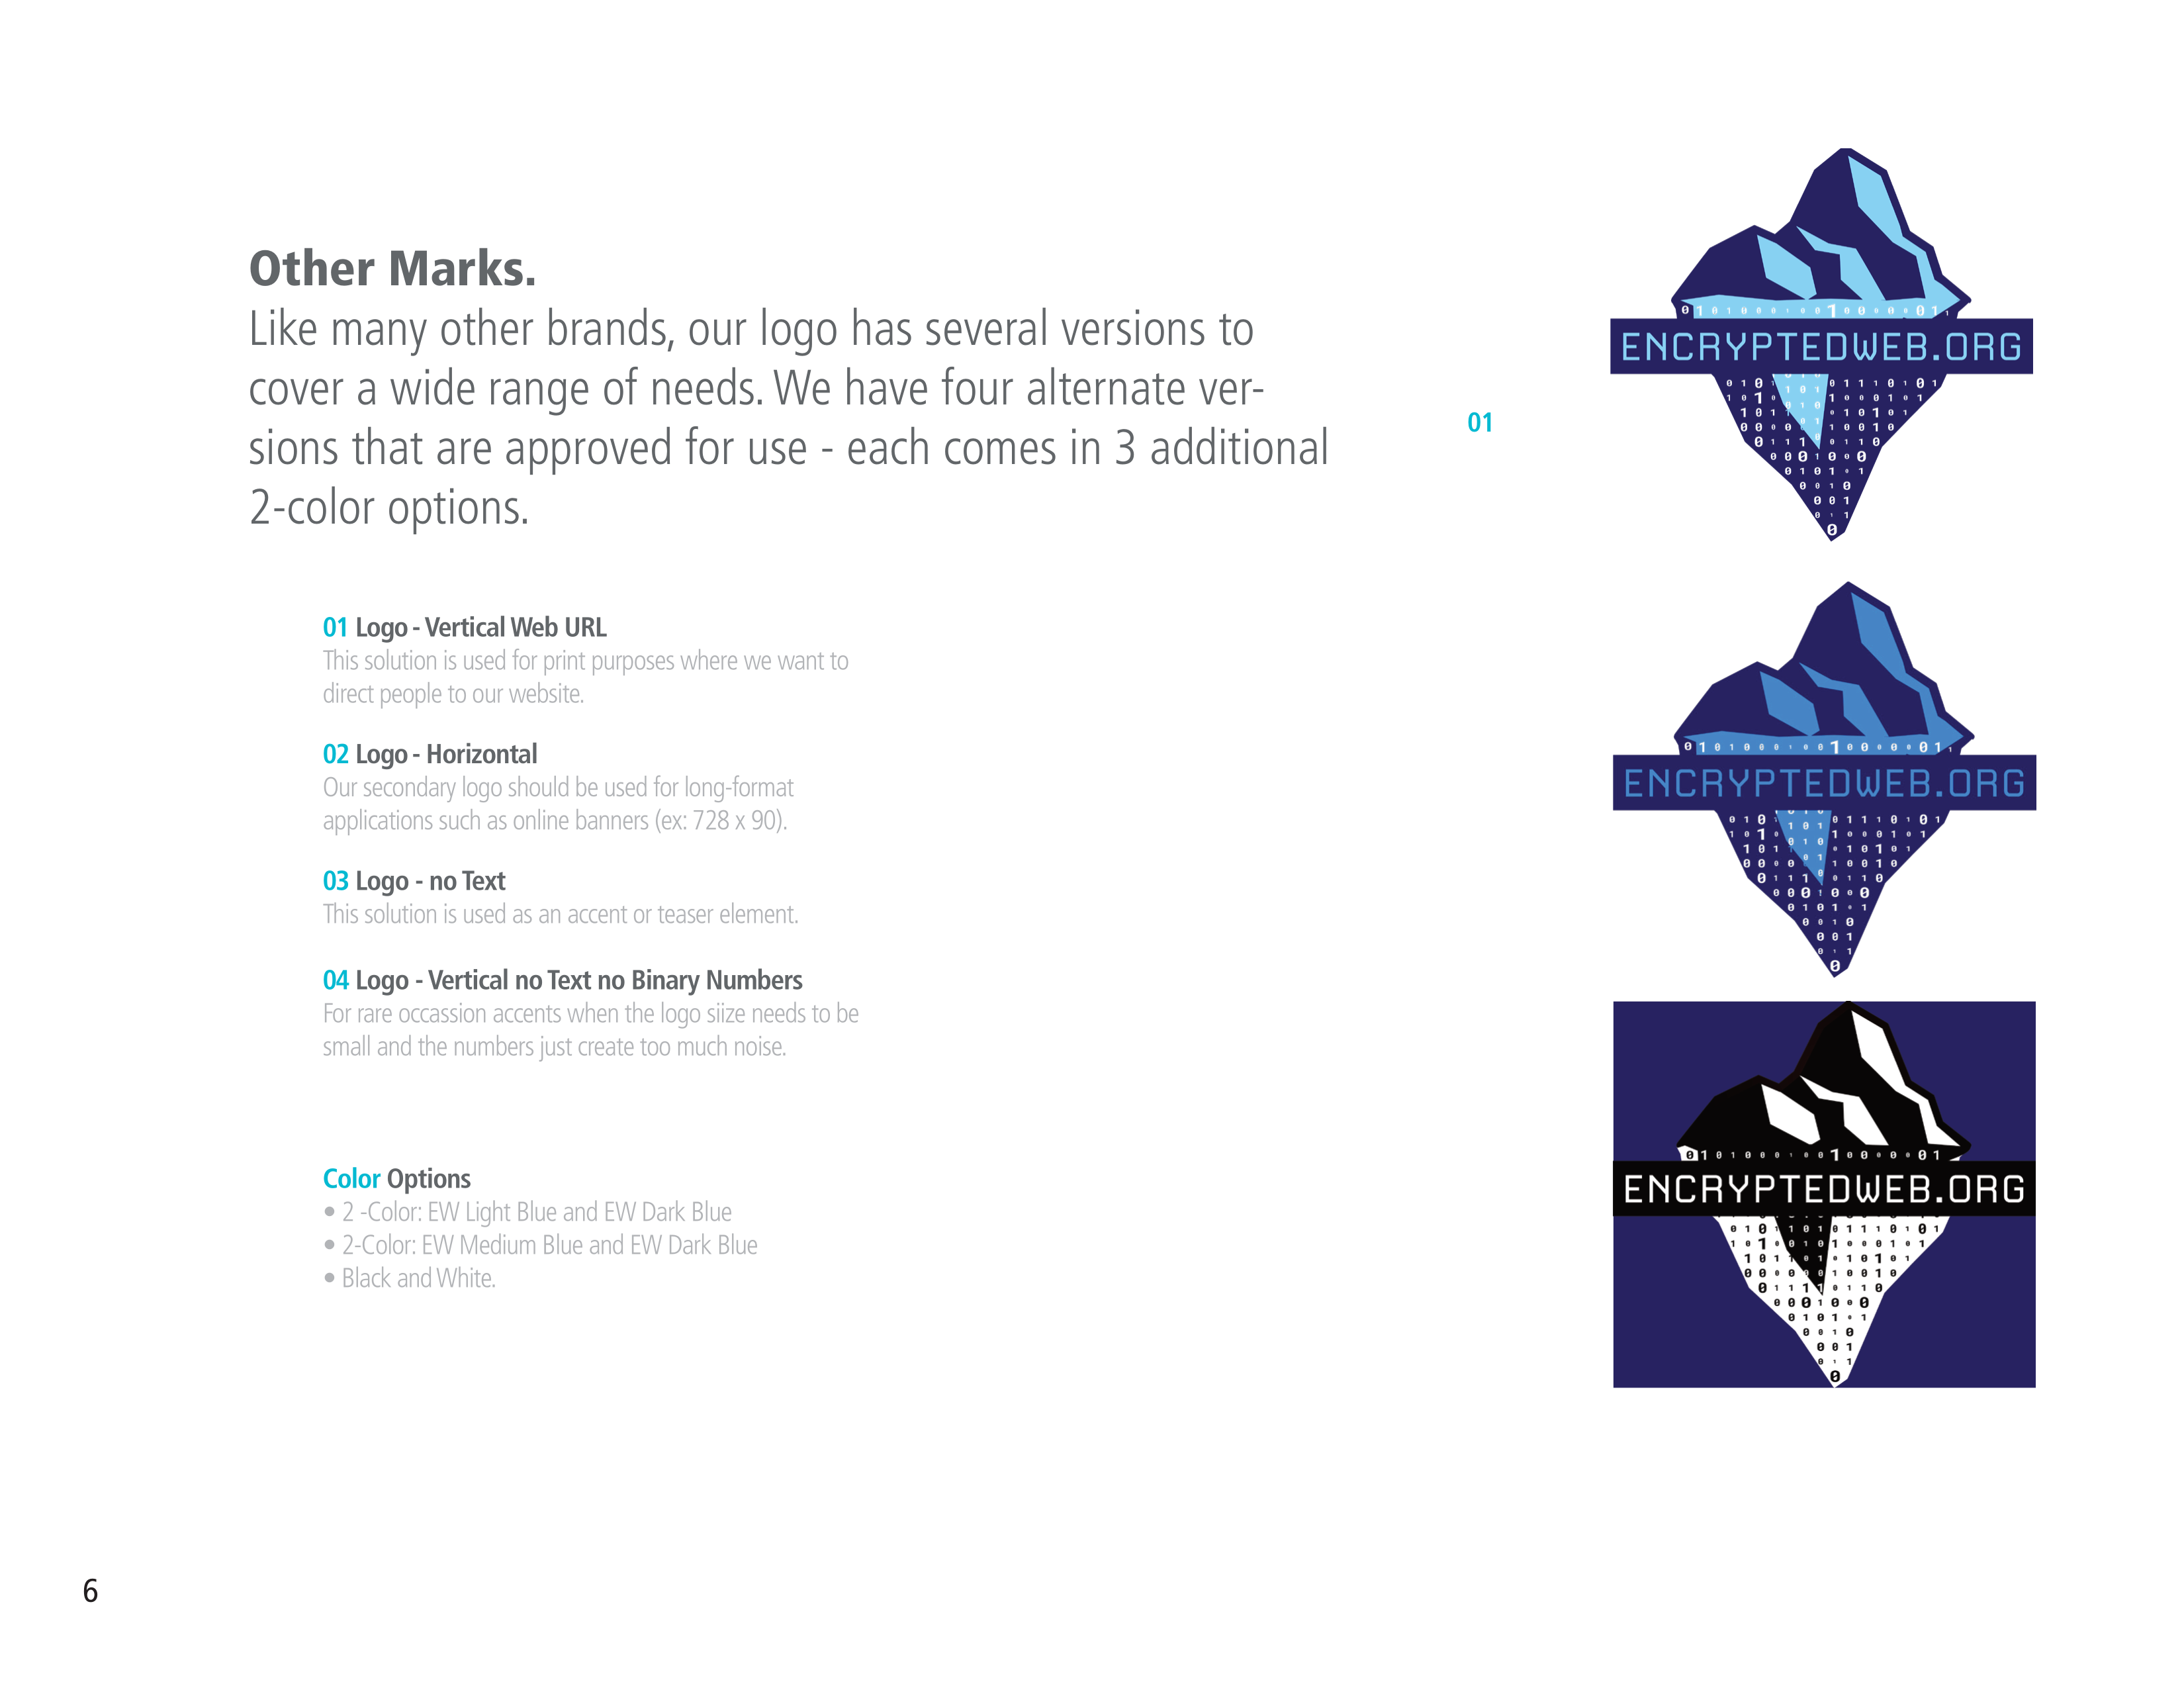 Other Marks.
Like many other brands, our logo has several versions to
cover a wide range of needs. We have four alternate ver-
sions that are approved for use - each comes in 3 additional
2-color options.
01 Logo - Vertical Web URL
This solution is used for print purposes where we want to
direct people to our website.
02 Logo - Horizontal
Our secondary logo should be used for long-format
applications such as online banners (ex: 728 x 90).
03 Logo - no Text
This solution is used as an accent or teaser element.
04 Logo - Vertical no Text no Binary Numbers
For rare occassion accents when the logo siize needs to be
small and the numbers just create too much noise.
Color Options
• 2 -Color: EW Light Blue and EW Dark Blue
• 2-Color: EW Medium Blue and EW Dark Blue
• Black and White.
01
ENCRYPTEDWEB.ORG
ENCRYPTEDWEB.ORG
ENCRYPTEDWEB.ORG
6